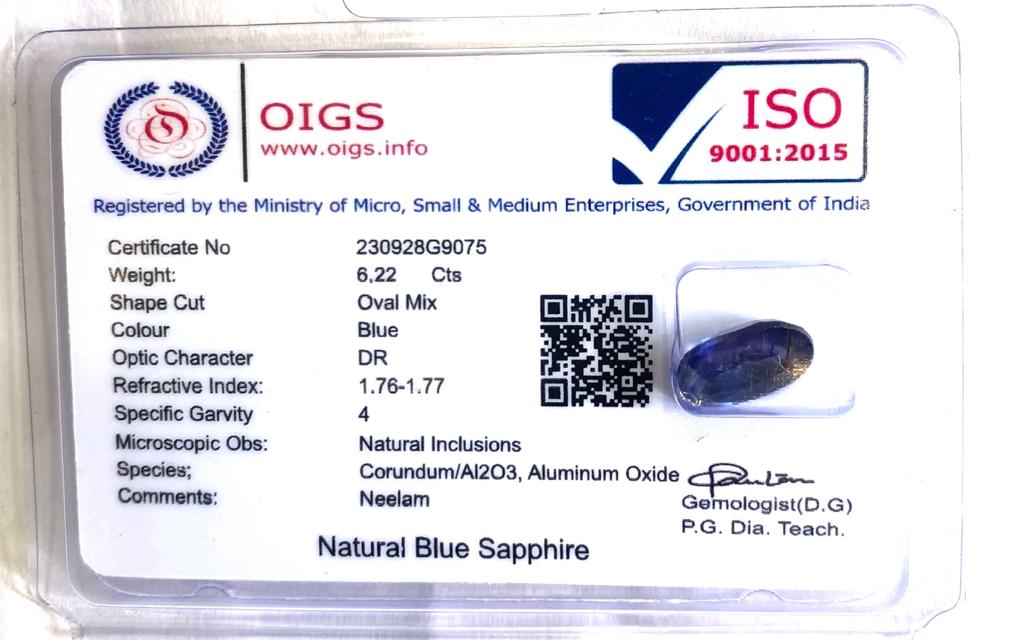 OIGS
www.oigs.info
ISO
9001:2015
Registered by the Ministry of Micro, Small & Medium Enterprises, Government of India
Certificate No 230928G9075
Weight: 6.22 Cts
Shape Cut Oval Mix
Colour Blue
Optic Character DR
Refractive Index: 1.76-1.77
Specific Garvity 4
Microscopic Obs: Natural Inclusions
Species; Corundum/Al2O3, Aluminum Oxide
Comments: Neelam
Gemologist(D.G)
P.G. Dia. Teach.
Natural Blue Sapphire